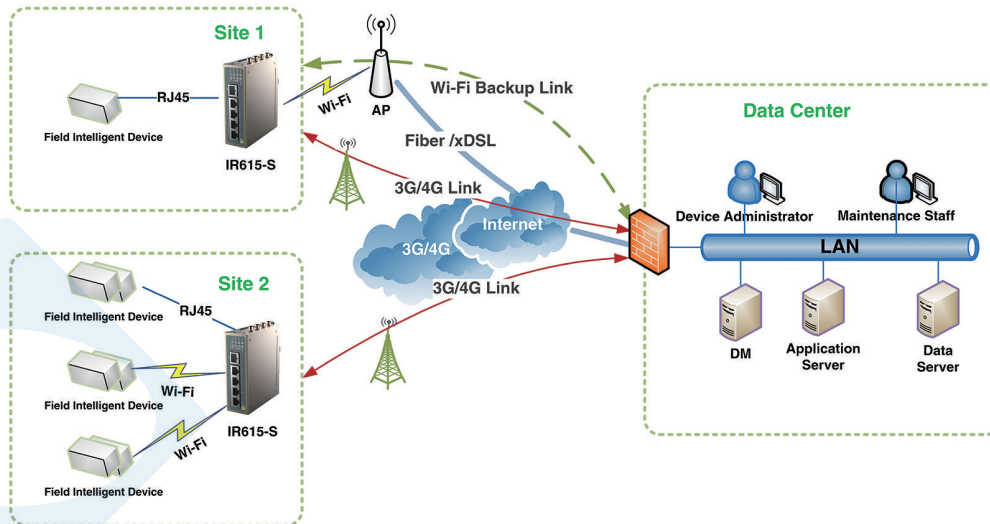 Site 1
RJ45
Field Intelligent Device
IR615-S
Wi-Fi
AP
Wi-Fi Backup Link
Fiber /xDSL
3G/4G Link
Internet
3G/4G
3G/4G Link
Site 2
Field Intelligent Device
RJ45
Field Intelligent Device
Wi-Fi
IR615-S
Wi-Fi
Field Intelligent Device
Data Center
Device Administrator
Maintenance Staff
LAN
DM
Application
Server
Data
Server